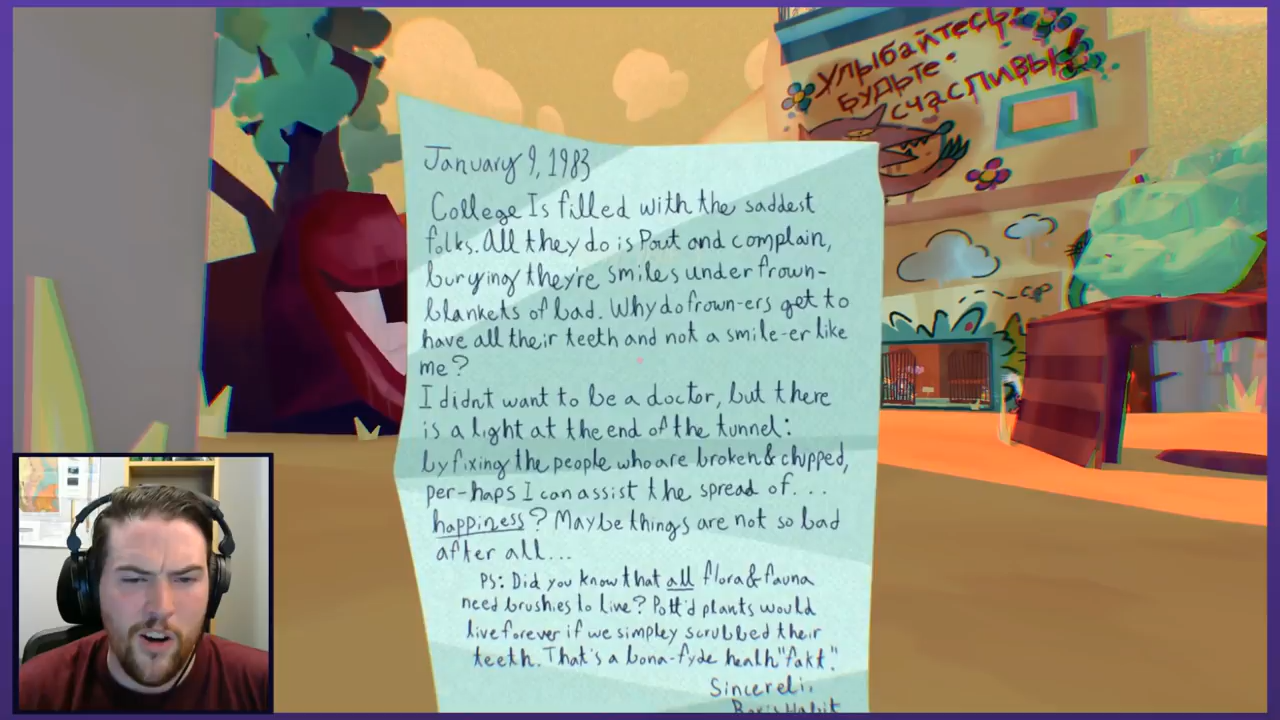 Улыбайтесь!
БУДЬТЕ
счасливы
January 9, 1983
College Is filled with the saddest
folks. All they do is Pout and complain,
burying they're smiles under frown-
blankets of bad. Why do frown-ers get to
have all their teeth and not a smile-er like
me?
I didnt want to be a doctor, but there
is a light at the end of the tunnel:
by fixing the people who are broken & chipped,
per-haps I can assist the spread of...
happiness? Maybe things are not so bad
after all...
PS: Did you know that all flora & fauna
need brushies to live? Pott'd plants would
live forever if we simpley scrubbed their
teeth. That's a bona-fyde healh "fakt."
Sincereli,
Boris Habit